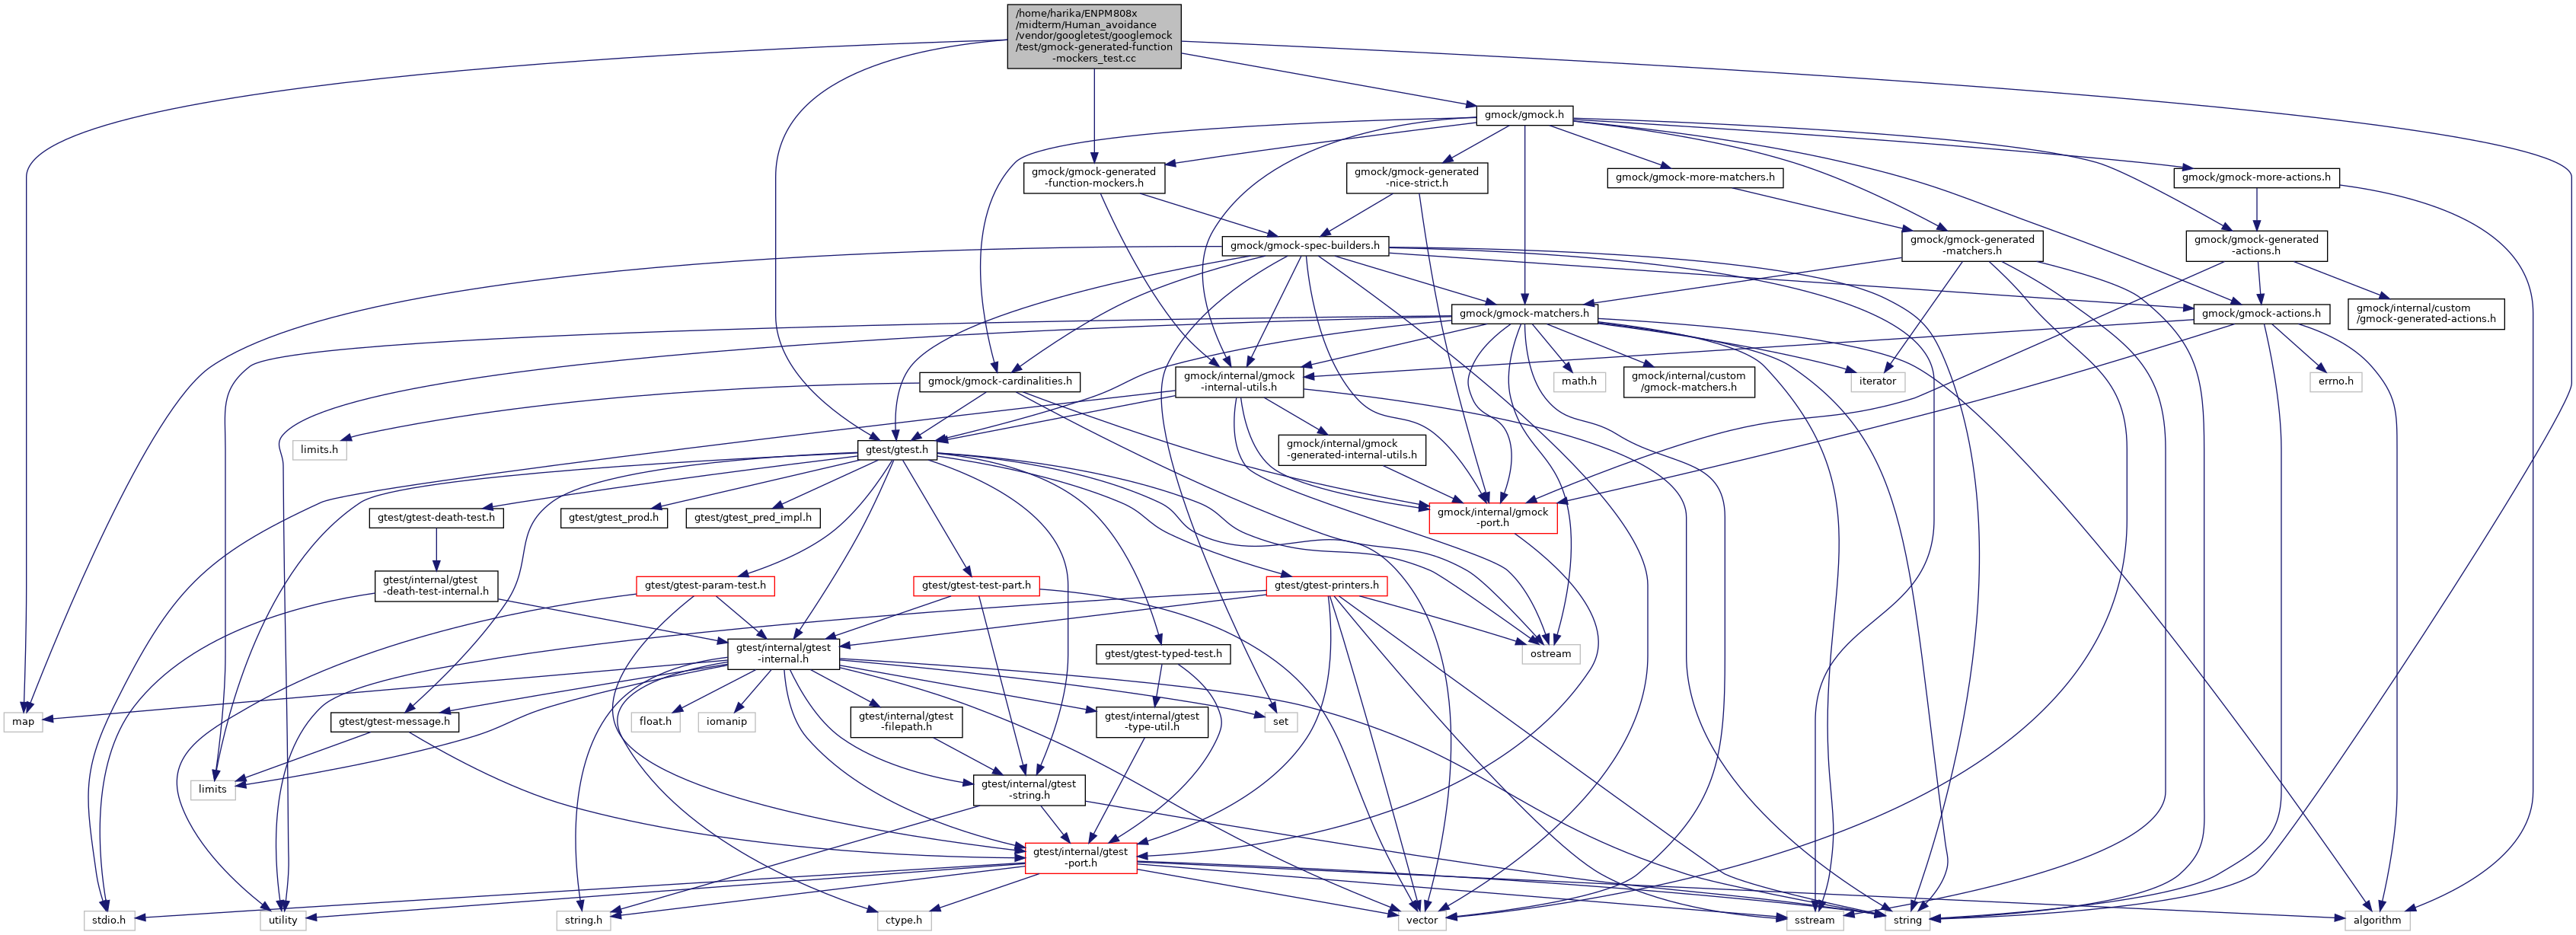 /home/harika/ENPM808x
/midterm/Human_avoidance
/vendor/googletest/googlemock
/test/gmock-generated-function
-mockers_test.cc
gmock/gmock.h
gmock/gmock-generated
-function-mockers.h
gmock/gmock-generated
-nice-strict.h
gmock/gmock-more-matchers.h
gmock/gmock-more-actions.h
gmock/gmock-spec-builders.h
gmock/gmock-generated
-matchers.h
gmock/gmock-generated
-actions.h
gmock/gmock-matchers.h
gmock/gmock-actions.h
gmock/internal/custom
/gmock-generated-actions.h
gmock/gmock-cardinalities.h
gmock/internal/gmock
-internal-utils.h
math.h
gmock/internal/custom
/gmock-matchers.h
iterator
errno.h
limits.h
gtest/gtest.h
gmock/internal/gmock
-generated-internal-utils.h
gtest/gtest-death-test.h
gtest/gtest_prod.h
gtest/gtest_pred_impl.h
gmock/internal/gmock
-port.h
gtest/internal/gtest
-death-test-internal.h
gtest/gtest-param-test.h
gtest/gtest-test-part.h
gtest/gtest-printers.h
gtest/internal/gtest
-internal.h
gtest/gtest-typed-test.h
ostream
map
gtest/gtest-message.h
float.h
iomanip
gtest/internal/gtest
-filepath.h
gtest/internal/gtest
-type-util.h
set
limits
gtest/internal/gtest
-string.h
gtest/internal/gtest
-port.h
stdio.h
utility
string.h
ctype.h
vector
sstream
string
algorithm